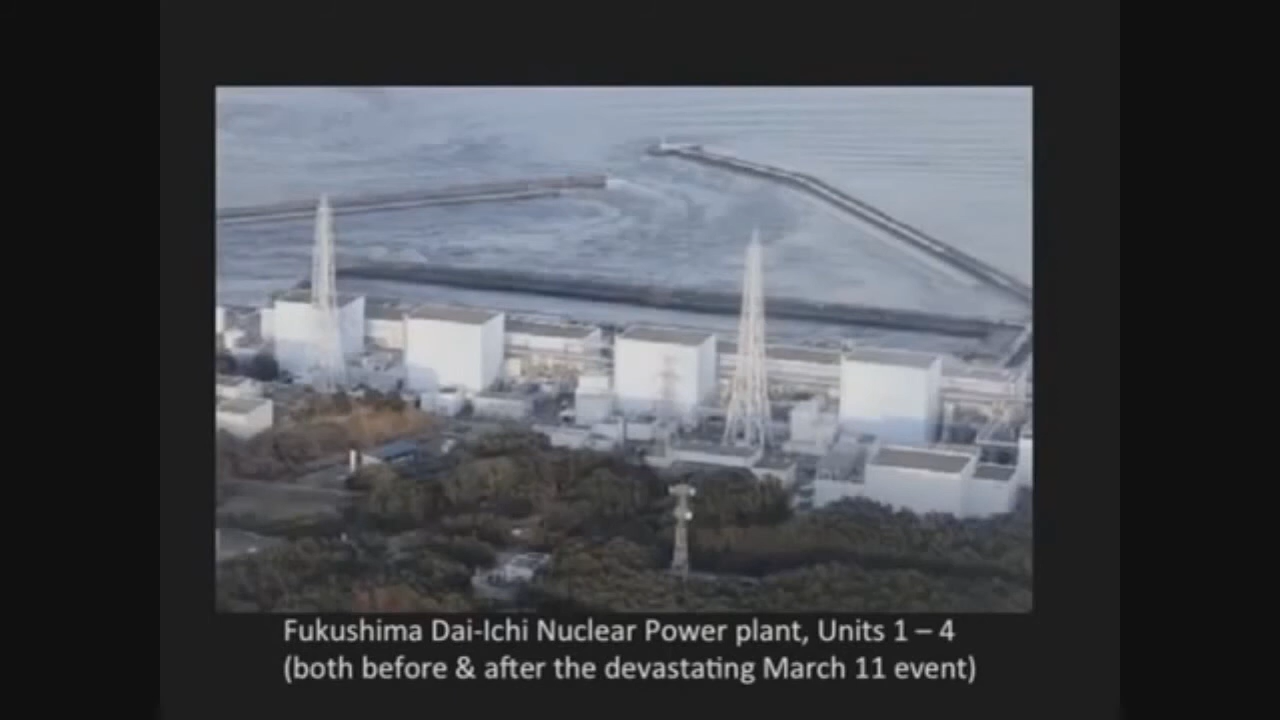 Fukushima Dai-Ichi Nuclear Power plant, Units 1 – 4
(both before & after the devastating March 11 event)